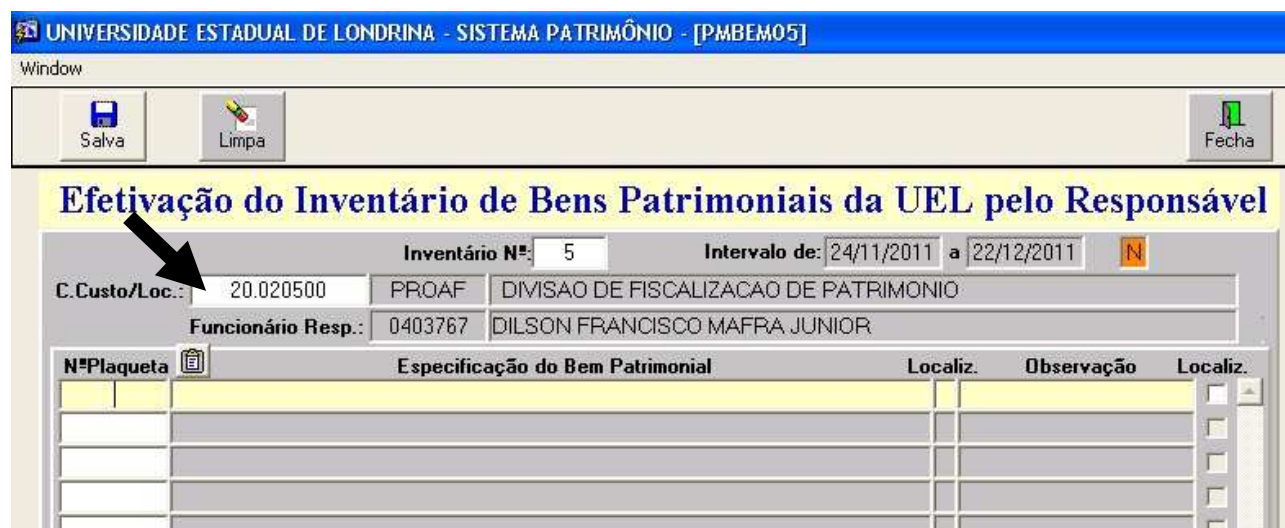 UNIVERSIDADE ESTADUAL DE LONDRINA - SISTEMA PATRIMÔNIO - [PMBEM05]
Window
Salva Limpa Fecha
Efetivação do Inventário de Bens Patrimoniais da UEL pelo Responsável
Inventário Nº: 5 Intervalo de: 24/11/2011 a 22/12/2011 N
C.Custo/Loc.: 20.020500 PROAF DIVISAO DE FISCALIZACAO DE PATRIMONIO
Funcionário Resp.: 0403767 DILSON FRANCISCO MAFRA JUNIOR
NºPlaqueta Especificação do Bem Patrimonial Localiz. Observação Localiz.